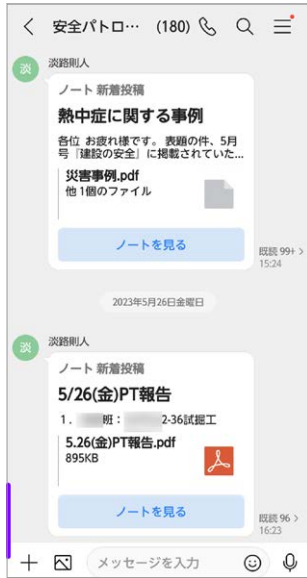 安全パトロ… (180)
淡路則人
淡
ノート 新着投稿
熱中症に関する事例
各位 お疲れ様です。 表題の件、5月
号『建設の安全』に掲載されていた...
災害事例.pdf
他 1個のファイル
ノートを見る
既読 99+ >
15:24
2023年5月26日金曜日
淡路則人
淡
ノート 新着投稿
5/26(金)PT報告
1. 班: 2-36試掘工
5.26(金)PT報告.pdf
895KB
ノートを見る
既読 96 >
16:23
メッセージを入力